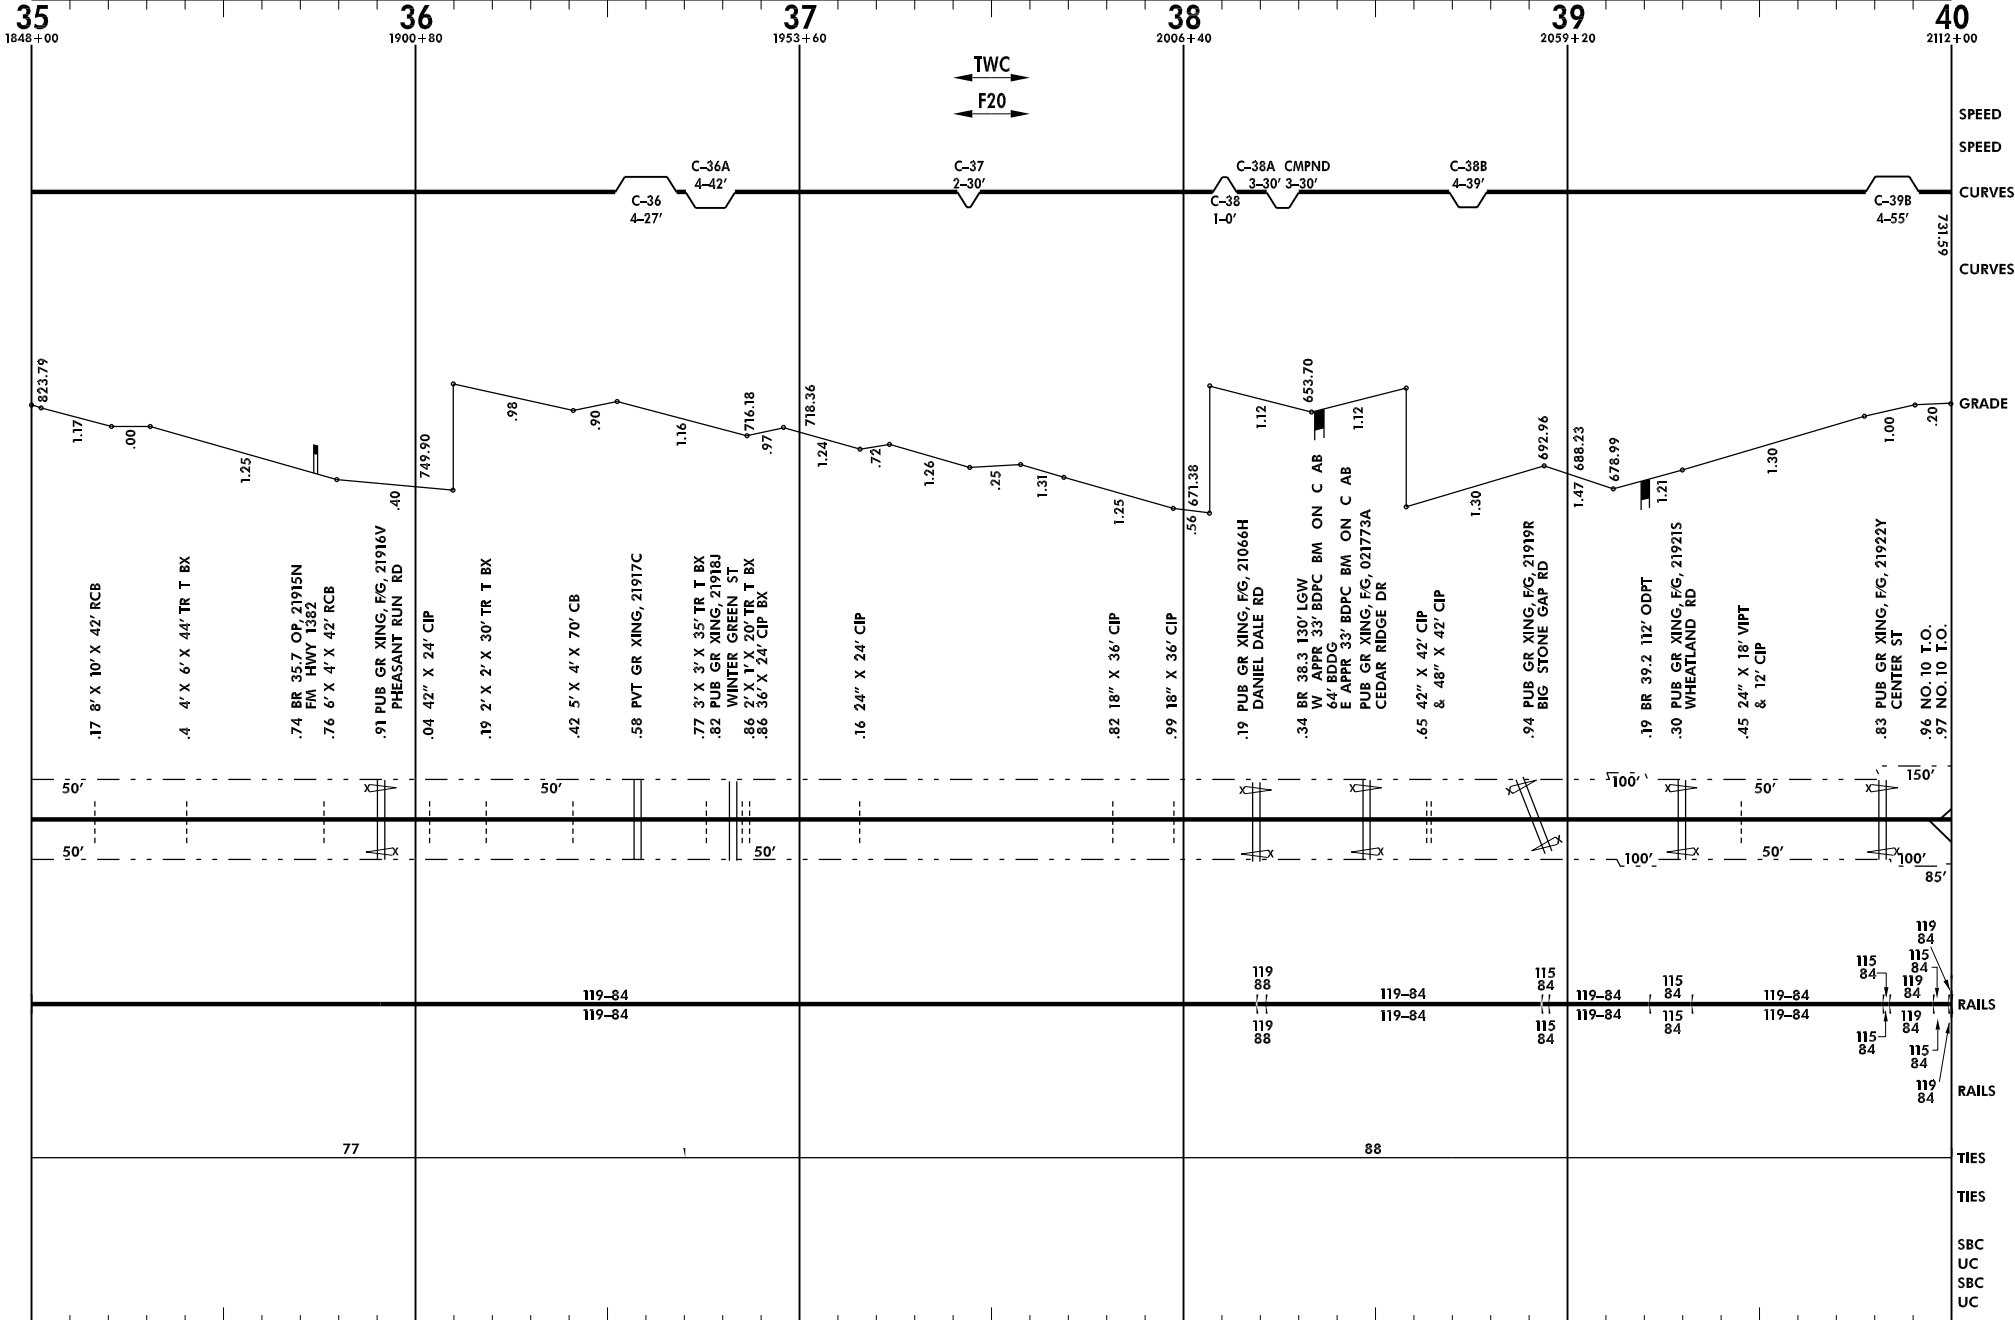 35 36 37 38 39 40
1848+00 1900+80 1953+60 2006+40 2059+20 2112+00
TWC
F20
SPEED
SPEED
C–36
4–27′
C–36A
4–42′
C–37
2–30′
C–38
1–0′
C–38A CMPND
3–30′ 3–30′
C–38B
4–39′
C–39B
4–55′
CURVES
731.59
CURVES
823.79
1.17
.00
1.25
.40
749.90
.98
.90
1.16
716.18
.97
718.36
1.24
.72
1.26
.25
1.31
1.25
.56
671.38
1.12
653.70
1.12
1.30
692.96
1.47
688.23
678.99
1.21
1.30
1.00
.20
GRADE
.17 8′ X 10′ X 42′ RCB
.4 4′ X 6′ X 44′ TR T BX
.74 BR 35.7 OP, 21915N
FM HWY 1382
.76 6′ X 4′ X 42′ RCB
.91 PUB GR XING, F/G, 21916V
PHEASANT RUN RD
.04 42″ X 24′ CIP
.19 2′ X 2′ X 30′ TR T BX
.42 5′ X 4′ X 70′ CB
.58 PVT GR XING, 21917C
.77 3′ X 3′ X 35′ TR T BX
.82 PUB GR XING, 21918J
WINTER GREEN ST
.86 2′ X 1′ X 20′ TR T BX
.86 36′ X 24′ CIP BX
.16 24″ X 24′ CIP
.82 18″ X 36′ CIP
.99 18″ X 36′ CIP
.19 PUB GR XING, F/G, 21066H
DANIEL DALE RD
.34 BR 38.3 130′ LGW
W APPR 33′ BDPC BM ON C AB
64′ BDDG
E APPR 33′ BDPC BM ON C AB
PUB GR XING, F/G, 021773A
CEDAR RIDGE DR
.65 42″ X 42′ CIP
& 48″ X 42′ CIP
.94 PUB GR XING, F/G, 21919R
BIG STONE GAP RD
.19 BR 39.2 112′ ODPT
.30 PUB GR XING, F/G, 21921S
WHEATLAND RD
.45 24″ X 18′ VIPT
& 12′ CIP
.83 PUB GR XING, F/G, 21922Y
CENTER ST
.96 NO. 10 T.O.
.97 NO. 10 T.O.
50′ X 50′ X X X X 100′ X 50′ X 150′
50′ X 50′ X X X 100′ X 50′ X 100′
85′
119
84
115
84
115
84
119
84
119–84
119
88
119–84
115
84
119–84
115
84
119–84
RAILS
119–84
119
88
119–84
115
84
119–84
115
84
119–84
115
84
119
84
115
84
119
84
RAILS
77 88
TIES
TIES
SBC
UC
SBC
UC